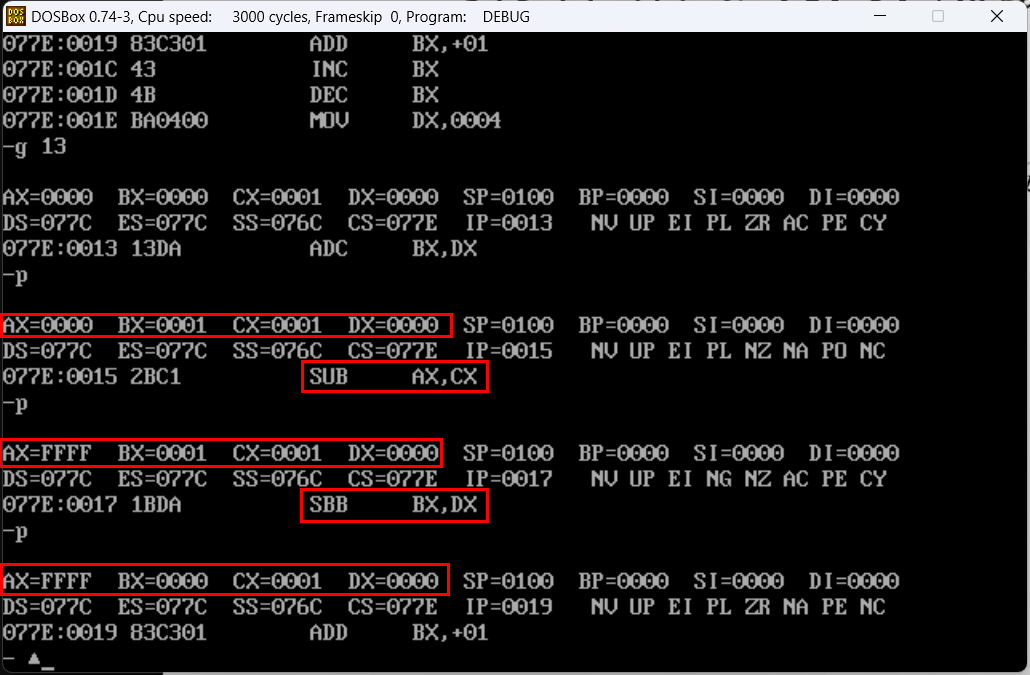 DOSBox 0.74-3, Cpu speed: 3000 cycles, Frameskip 0, Program: DEBUG
077E:0019 83C301 ADD BX,+01
077E:001C 43 INC BX
077E:001D 4B DEC BX
077E:001E BA0400 MOV DX,0004
-g 13
AX=0000 BX=0000 CX=0001 DX=0000 SP=0100 BP=0000 SI=0000 DI=0000
DS=077C ES=077C SS=076C CS=077E IP=0013 NV UP EI PL ZR AC PE CY
077E:0013 13DA ADC BX,DX
-p
AX=0000 BX=0001 CX=0001 DX=0000 SP=0100 BP=0000 SI=0000 DI=0000
DS=077C ES=077C SS=076C CS=077E IP=0015 NV UP EI PL NZ NA PO NC
077E:0015 2BC1 SUB AX,CX
-p
AX=FFFF BX=0001 CX=0001 DX=0000 SP=0100 BP=0000 SI=0000 DI=0000
DS=077C ES=077C SS=076C CS=077E IP=0017 NV UP EI NG NZ AC PE CY
077E:0017 1BDA SBB BX,DX
-p
AX=FFFF BX=0000 CX=0001 DX=0000 SP=0100 BP=0000 SI=0000 DI=0000
DS=077C ES=077C SS=076C CS=077E IP=0019 NV UP EI PL ZR NA PE NC
077E:0019 83C301 ADD BX,+01
- ▲_